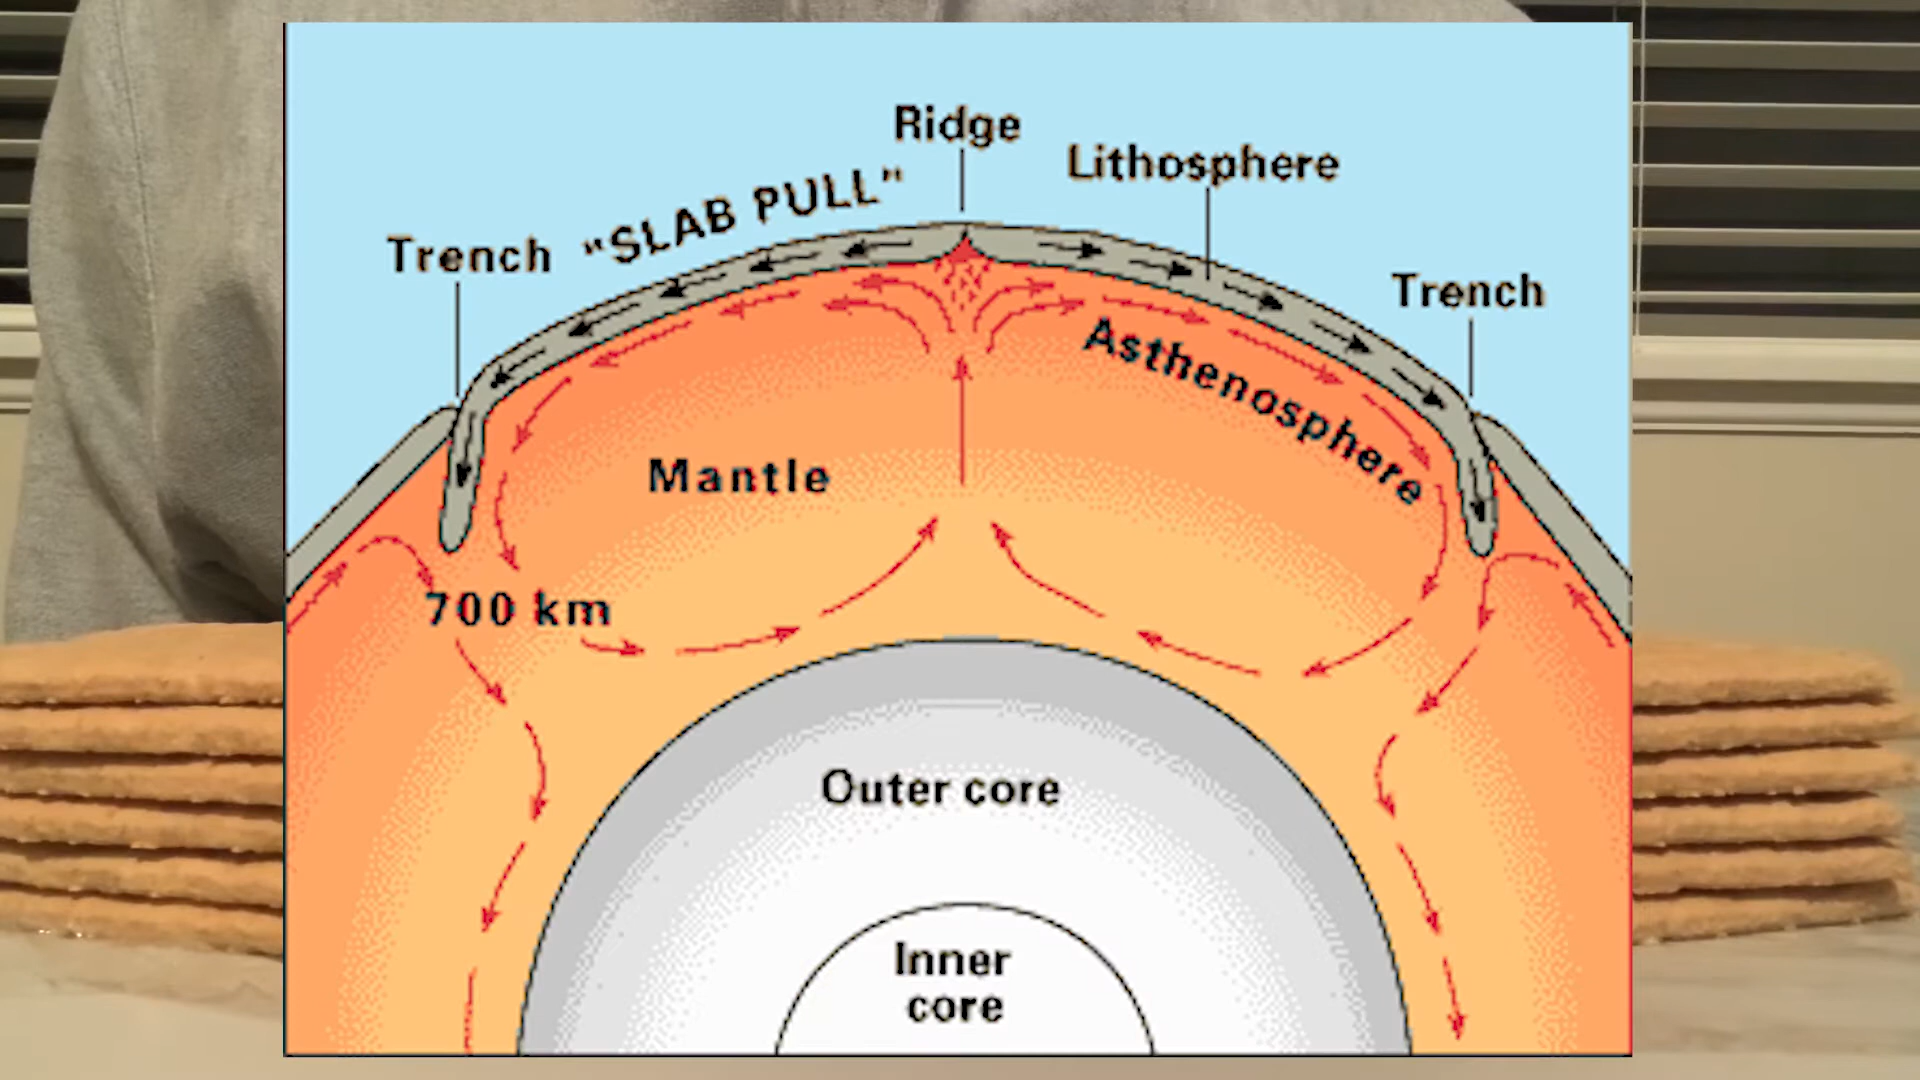 Ridge
Lithosphere
"SLAB PULL"
Trench
Trench
Asthenosphere
Mantle
700 km
Outer core
Inner
core